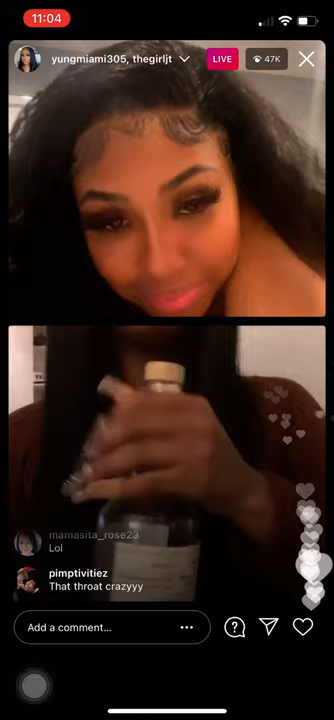 11:04
yungmiami305, thegirljt
LIVE
47K
mamasita_rose23
Lol
pimptivitiez
That throat crazyyy
Add a comment...